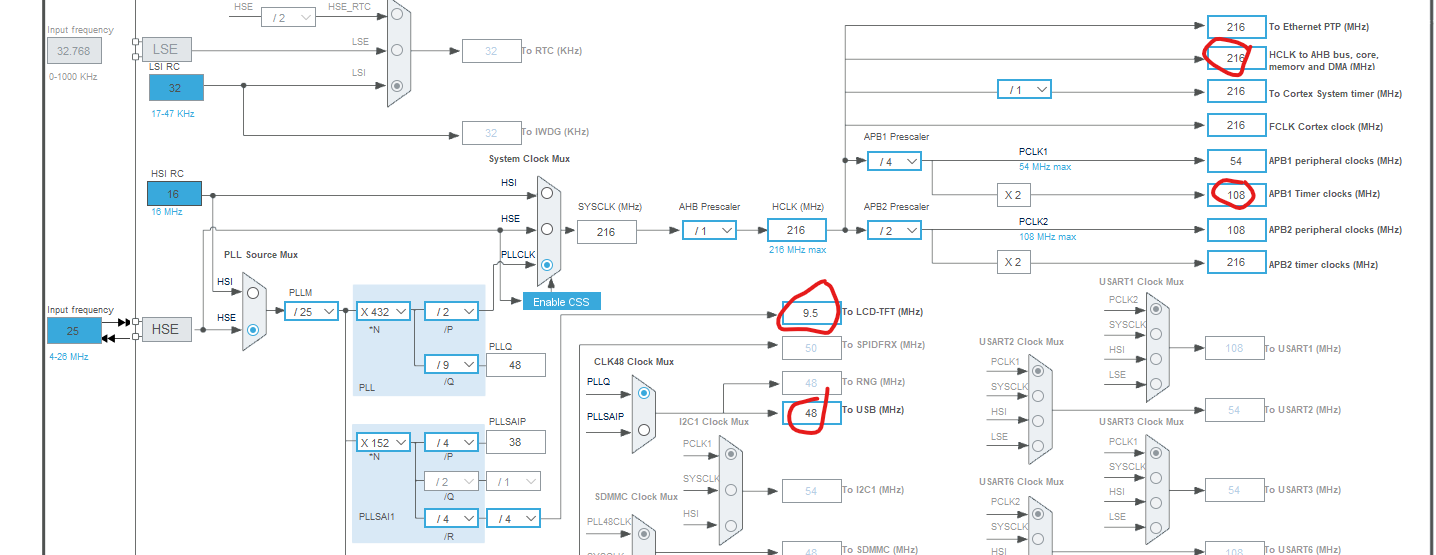 HSE
/ 2
HSE_RTC
Input frequency
32.768
0-1000 KHz
LSE
LSE
LSI
32
To RTC (KHz)
LSI RC
32
17-47 KHz
32
To IWDG (KHz)
216
To Ethernet PTP (MHz)
216
HCLK to AHB bus, core,
memory and DMA (MHz)
/ 1
216
To Cortex System timer (MHz)
216
FCLK Cortex clock (MHz)
APB1 Prescaler
/ 4
PCLK1
54 MHz max
54
APB1 peripheral clocks (MHz)
X 2
108
APB1 Timer clocks (MHz)
APB2 Prescaler
/ 2
PCLK2
108 MHz max
108
APB2 peripheral clocks (MHz)
X 2
216
APB2 timer clocks (MHz)
System Clock Mux
HSI RC
16
16 MHz
HSI
HSE
PLLCLK
SYSCLK (MHz)
216
AHB Prescaler
/ 1
HCLK (MHz)
216
216 MHz max
Enable CSS
PLL Source Mux
HSI
HSE
Input frequency
25
4-26 MHz
HSE
PLLM
/ 25
X 432
*N
/ 2
/P
PLLQ
/ 9
48
/Q
PLL
PLLSAIP
X 152
*N
/ 4
38
/P
/ 2
/ 1
/Q
PLLSAI1
/ 4
/ 4
/R
9.5
To LCD-TFT (MHz)
50
To SPIDFRX (MHz)
CLK48 Clock Mux
PLLQ
PLLSAIP
48
To RNG (MHz)
48
To USB (MHz)
I2C1 Clock Mux
PCLK1
SYSCLK
HSI
54
To I2C1 (MHz)
SDMMC Clock Mux
PLL48CLK
SYSCLK
48
To SDMMC (MHz)
USART2 Clock Mux
PCLK1
SYSCLK
HSI
LSE
54
To USART2 (MHz)
USART6 Clock Mux
PCLK2
SYSCLK
HSI
108
To USART6 (MHz)
USART1 Clock Mux
PCLK2
SYSCLK
HSI
LSE
108
To USART1 (MHz)
USART3 Clock Mux
PCLK1
SYSCLK
HSI
LSE
54
To USART3 (MHz)